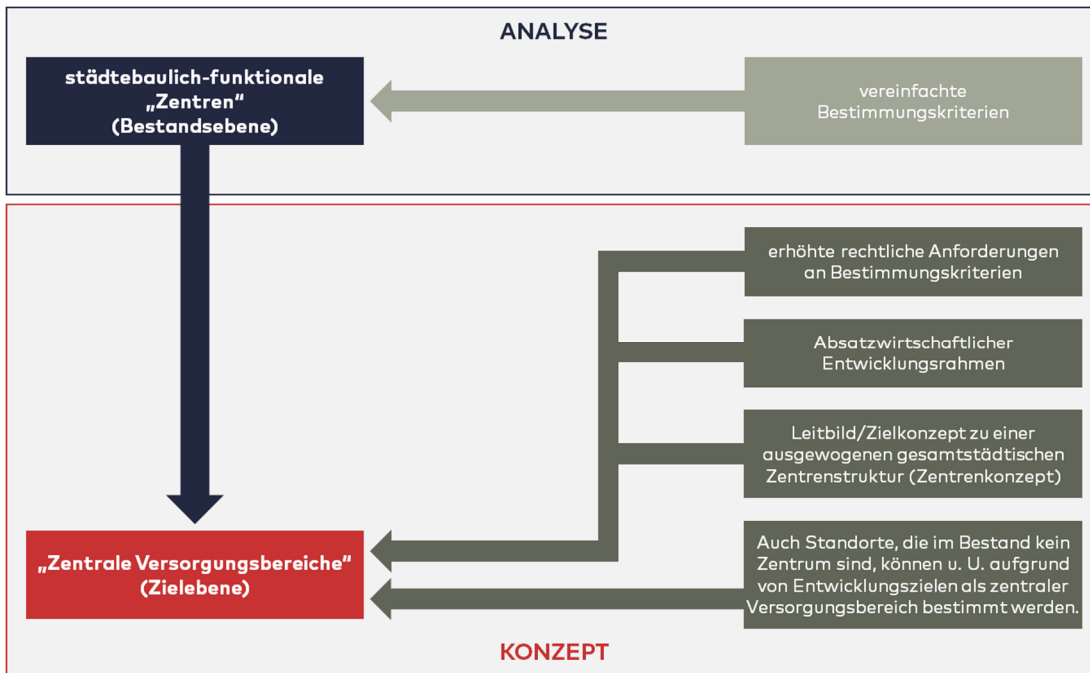 ANALYSE
städtebaulich-funktionale
„Zentren“
(Bestandsebene)
vereinfachte
Bestimmungskriterien
erhöhte rechtliche Anforderungen
an Bestimmungskriterien
Absatzwirtschaftlicher
Entwicklungsrahmen
Leitbild/Zielkonzept zu einer
ausgewogenen gesamtstädtischen
Zentrenstruktur (Zentrenkonzept)
„Zentrale Versorgungsbereiche“
(Zielebene)
Auch Standorte, die im Bestand kein
Zentrum sind, können u. U. aufgrund
von Entwicklungszielen als zentraler
Versorgungsbereich bestimmt werden.
KONZEPT